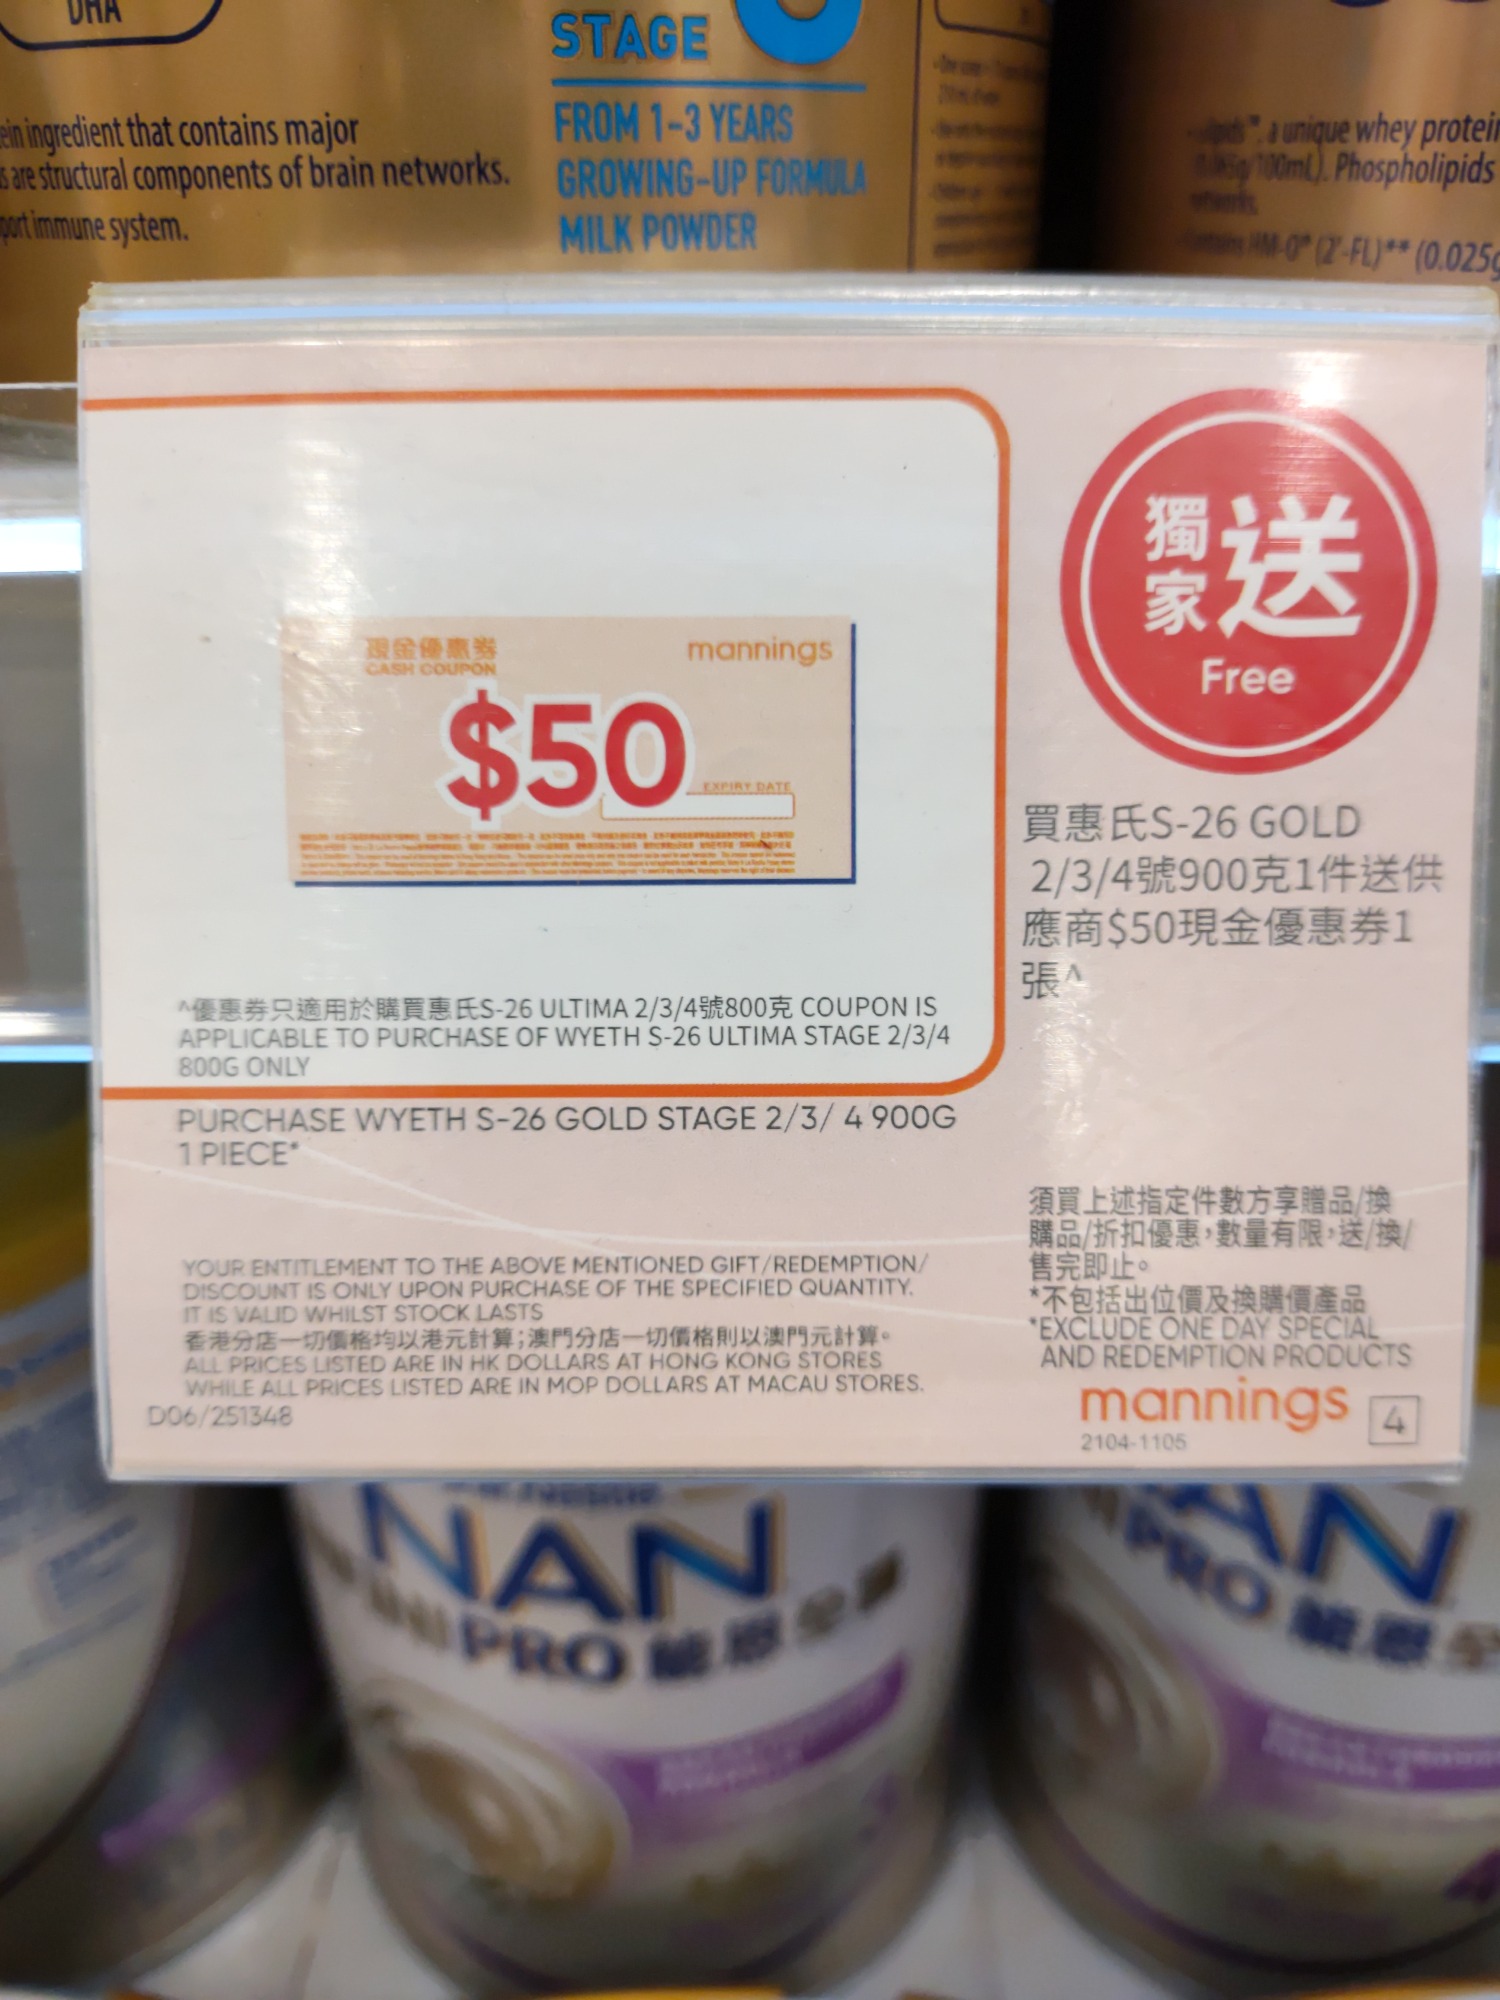 DHA
STAGE
FROM 1-3 YEARS
GROWING-UP FORMULA
MILK POWDER
ingredient that contains major
are structural components of brain networks.
immune system.
a unique whey protein
Phospholipids
(2'-FL)** (0.025g
現金優惠券
CASH COUPON
mannings
$50
EXPIRY DATE
獨家送
Free
買惠氏S-26 GOLD
2/3/4號900克1件送供
應商$50現金優惠券1
張^
^優惠券只適用於購買惠氏S-26 ULTIMA 2/3/4號800克 COUPON IS
APPLICABLE TO PURCHASE OF WYETH S-26 ULTIMA STAGE 2/3/4
800G ONLY
PURCHASE WYETH S-26 GOLD STAGE 2/3/ 4 900G
1 PIECE*
YOUR ENTITLEMENT TO THE ABOVE MENTIONED GIFT/REDEMPTION/
DISCOUNT IS ONLY UPON PURCHASE OF THE SPECIFIED QUANTITY.
IT IS VALID WHILST STOCK LASTS
香港分店一切價格均以港元計算;澳門分店一切價格則以澳門元計算。
ALL PRICES LISTED ARE IN HK DOLLARS AT HONG KONG STORES
WHILE ALL PRICES LISTED ARE IN MOP DOLLARS AT MACAU STORES.
D06/251348
須買上述指定件數方享贈品/換
購品/折扣優惠，數量有限，送/換/
售完即止。
*不包括出位價及換購價產品
*EXCLUDE ONE DAY SPECIAL
AND REDEMPTION PRODUCTS
mannings
4
2104-1105
NAN
PRO 能恩全護
AN
PRO 能恩全